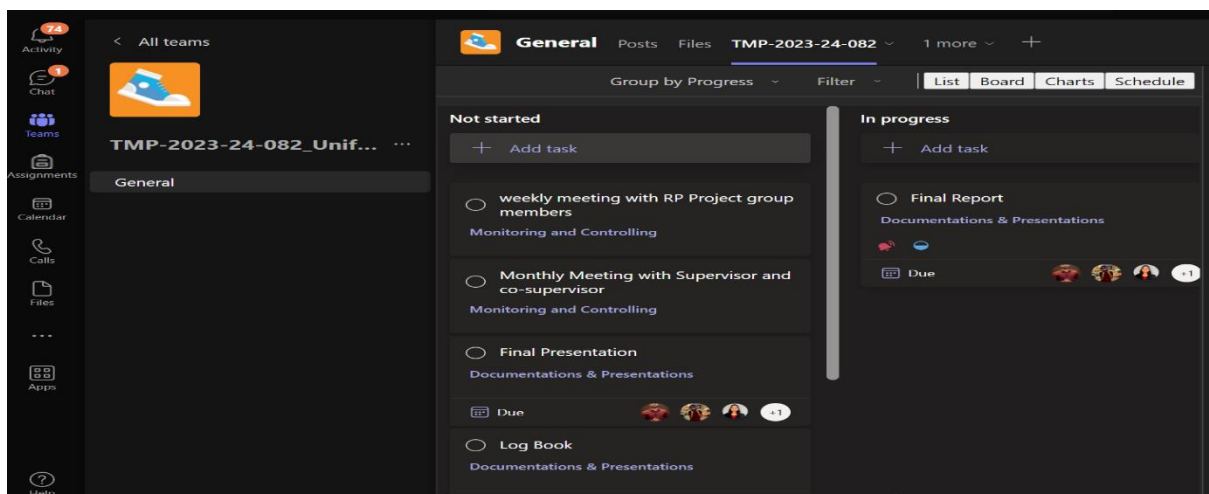 74
Activity
1
Chat
Teams
Assignments
Calendar
Calls
Files
...
Apps
Help
< All teams
TMP-2023-24-082_Unif... ...
General
General Posts Files TMP-2023-24-082 1 more +
Group by Progress Filter List Board Charts Schedule
Not started
+ Add task
weekly meeting with RP Project group
members
Monitoring and Controlling
Monthly Meeting with Supervisor and
co-supervisor
Monitoring and Controlling
Final Presentation
Documentations & Presentations
Due +1
Log Book
Documentations & Presentations
In progress
+ Add task
Final Report
Documentations & Presentations
Due +1